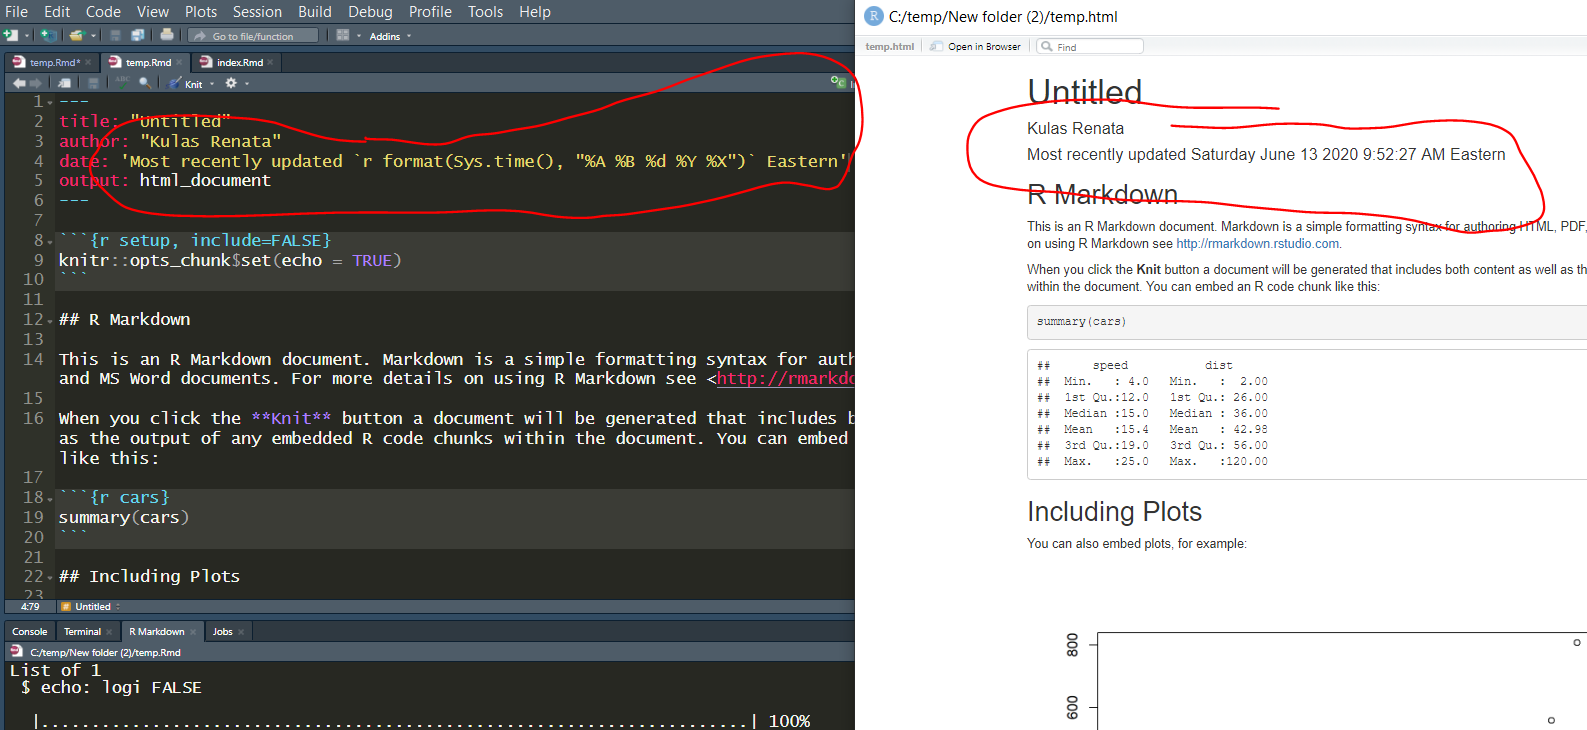 File Edit Code View Plots Session Build Debug Profile Tools Help
Go to file/function Addins
temp.Rmd* temp.Rmd index.Rmd
ABC Knit
1 ---
2 title: "Untitled"
3 author: "Kulas Renata"
4 date: 'Most recently updated `r format(Sys.time(), "%A %B %d %Y %X")` Eastern'
5 output: html_document
6 ---
7
8 ```{r setup, include=FALSE}
9 knitr::opts_chunk$set(echo = TRUE)
10 ```
11
12 ## R Markdown
13
14 This is an R Markdown document. Markdown is a simple formatting syntax for auth
and MS Word documents. For more details on using R Markdown see <http://rmarkdo
15
16 When you click the **Knit** button a document will be generated that includes b
as the output of any embedded R code chunks within the document. You can embed
like this:
17
18 ```{r cars}
19 summary(cars)
20 ```
21
22 ## Including Plots
23
4:79 # Untitled
Console Terminal R Markdown Jobs
C:/temp/New folder (2)/temp.Rmd
List of 1
$ echo: logi FALSE
|......................................................................| 100%
R C:/temp/New folder (2)/temp.html
temp.html Open in Browser Find
Untitled
Kulas Renata
Most recently updated Saturday June 13 2020 9:52:27 AM Eastern
R Markdown
This is an R Markdown document. Markdown is a simple formatting syntax for authoring HTML, PDF,
on using R Markdown see http://rmarkdown.rstudio.com.
When you click the Knit button a document will be generated that includes both content as well as th
within the document. You can embed an R code chunk like this:
summary(cars)
## speed dist
## Min. : 4.0 Min. : 2.00
## 1st Qu.:12.0 1st Qu.: 26.00
## Median :15.0 Median : 36.00
## Mean :15.4 Mean : 42.98
## 3rd Qu.:19.0 3rd Qu.: 56.00
## Max. :25.0 Max. :120.00
Including Plots
You can also embed plots, for example:
800
600